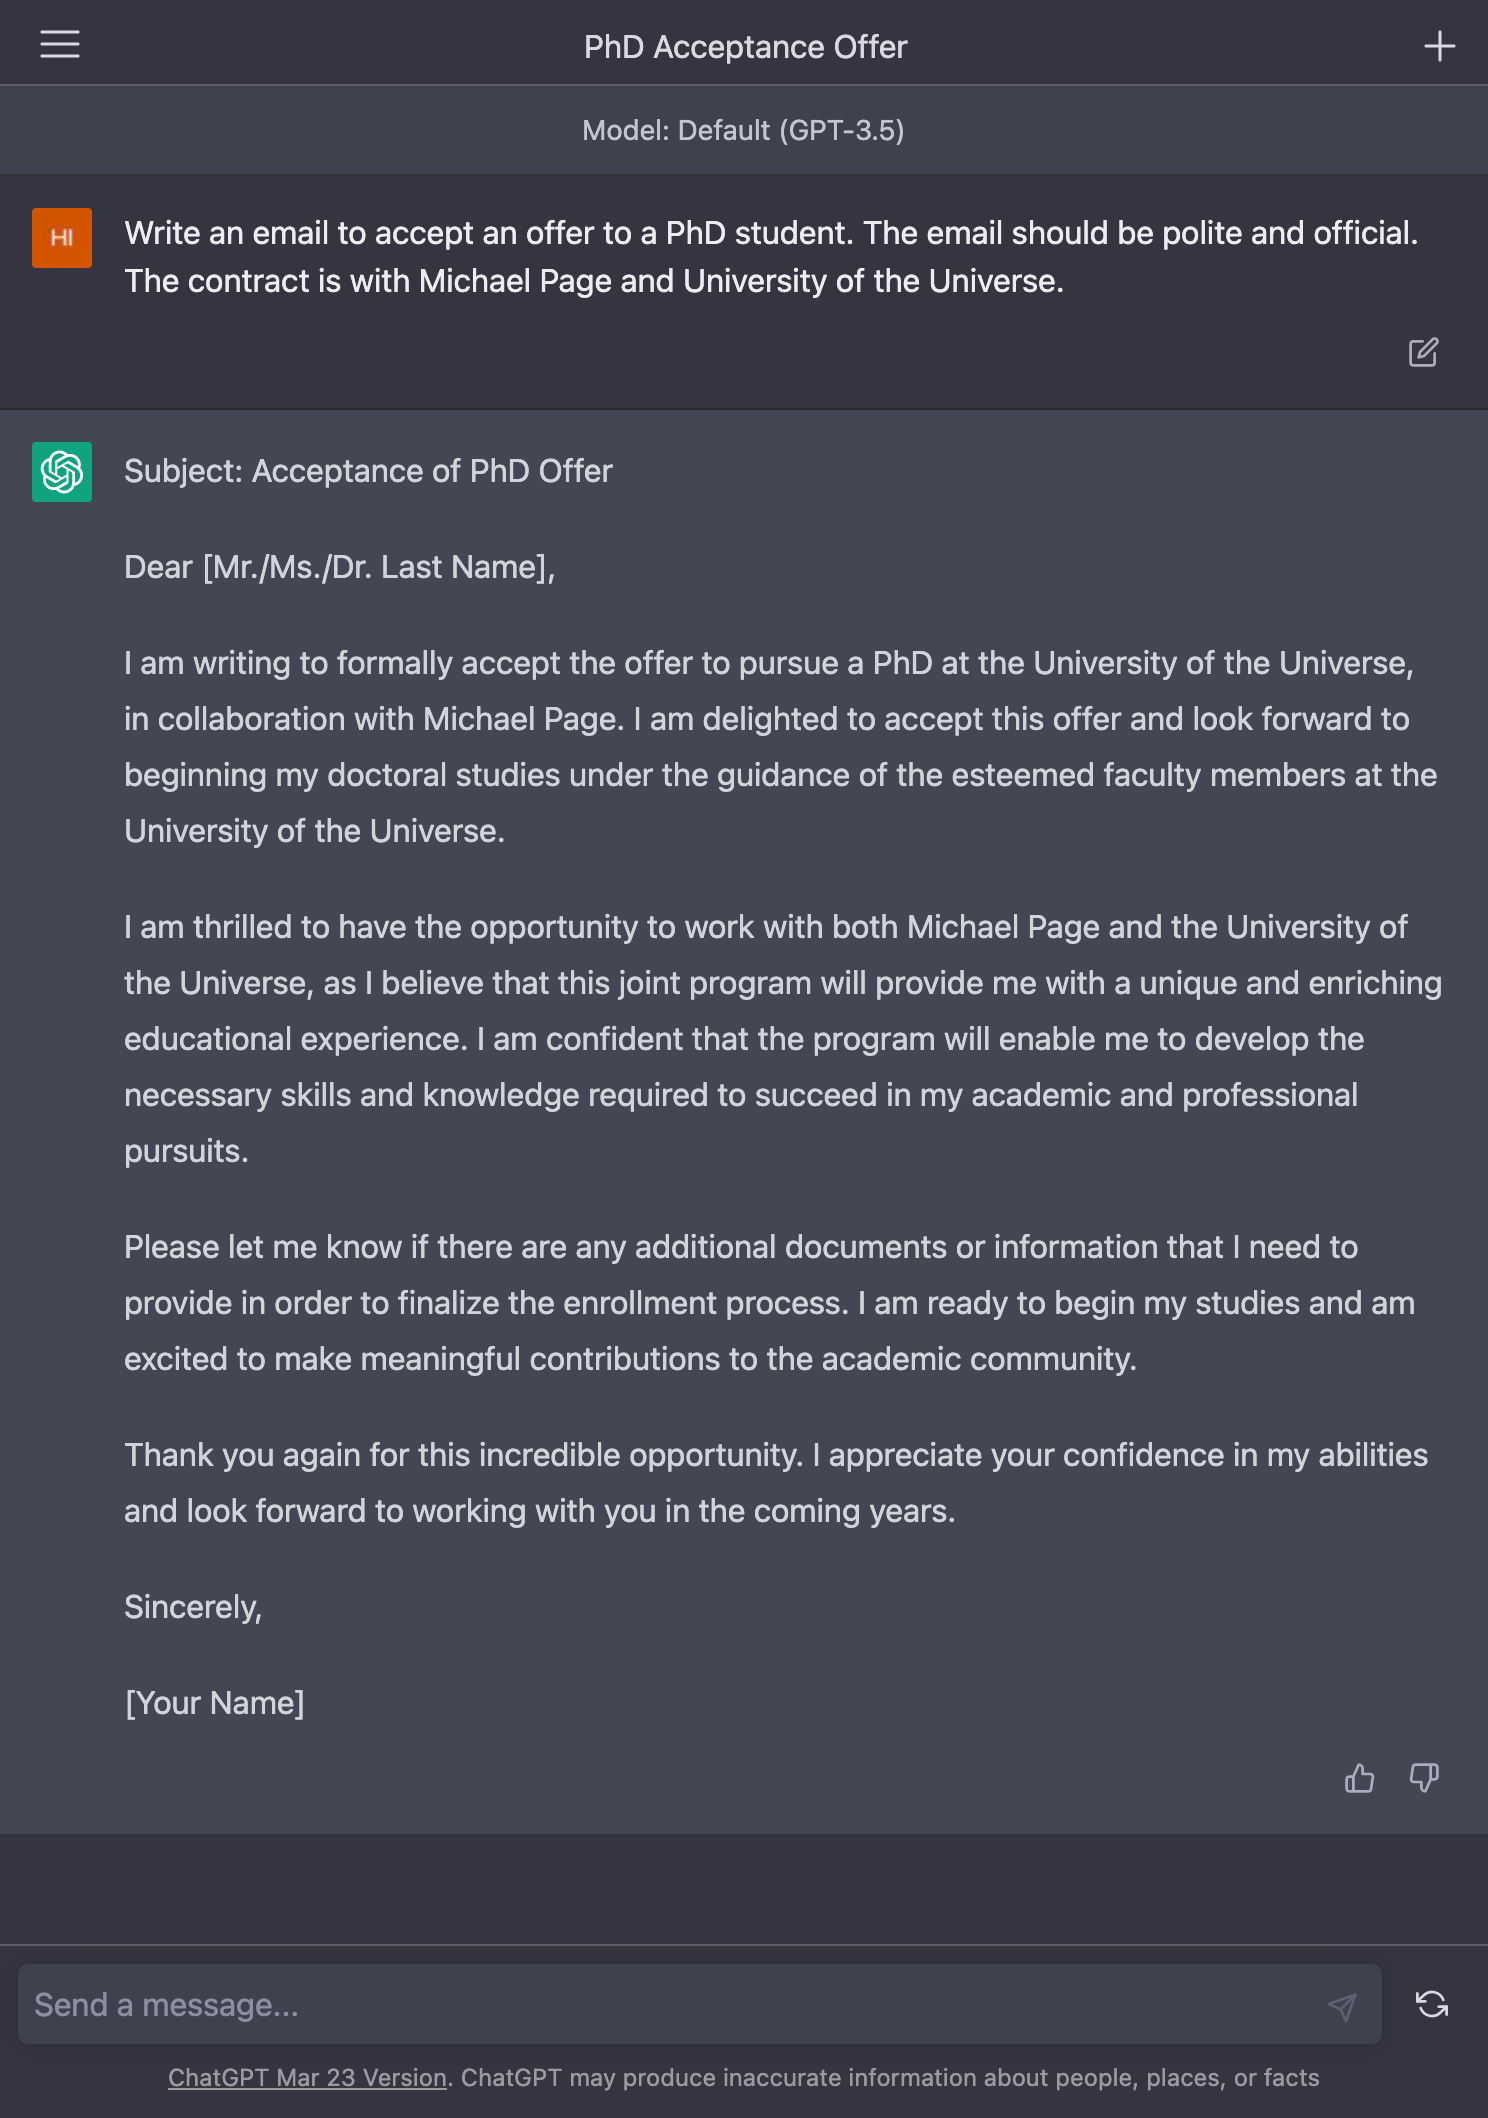 PhD Acceptance Offer
Model: Default (GPT-3.5)
HI
Write an email to accept an offer to a PhD student. The email should be polite and official.
The contract is with Michael Page and University of the Universe.
Subject: Acceptance of PhD Offer
Dear [Mr./Ms./Dr. Last Name],
I am writing to formally accept the offer to pursue a PhD at the University of the Universe,
in collaboration with Michael Page. I am delighted to accept this offer and look forward to
beginning my doctoral studies under the guidance of the esteemed faculty members at the
University of the Universe.
I am thrilled to have the opportunity to work with both Michael Page and the University of
the Universe, as I believe that this joint program will provide me with a unique and enriching
educational experience. I am confident that the program will enable me to develop the
necessary skills and knowledge required to succeed in my academic and professional
pursuits.
Please let me know if there are any additional documents or information that I need to
provide in order to finalize the enrollment process. I am ready to begin my studies and am
excited to make meaningful contributions to the academic community.
Thank you again for this incredible opportunity. I appreciate your confidence in my abilities
and look forward to working with you in the coming years.
Sincerely,
[Your Name]
Send a message...
ChatGPT Mar 23 Version. ChatGPT may produce inaccurate information about people, places, or facts